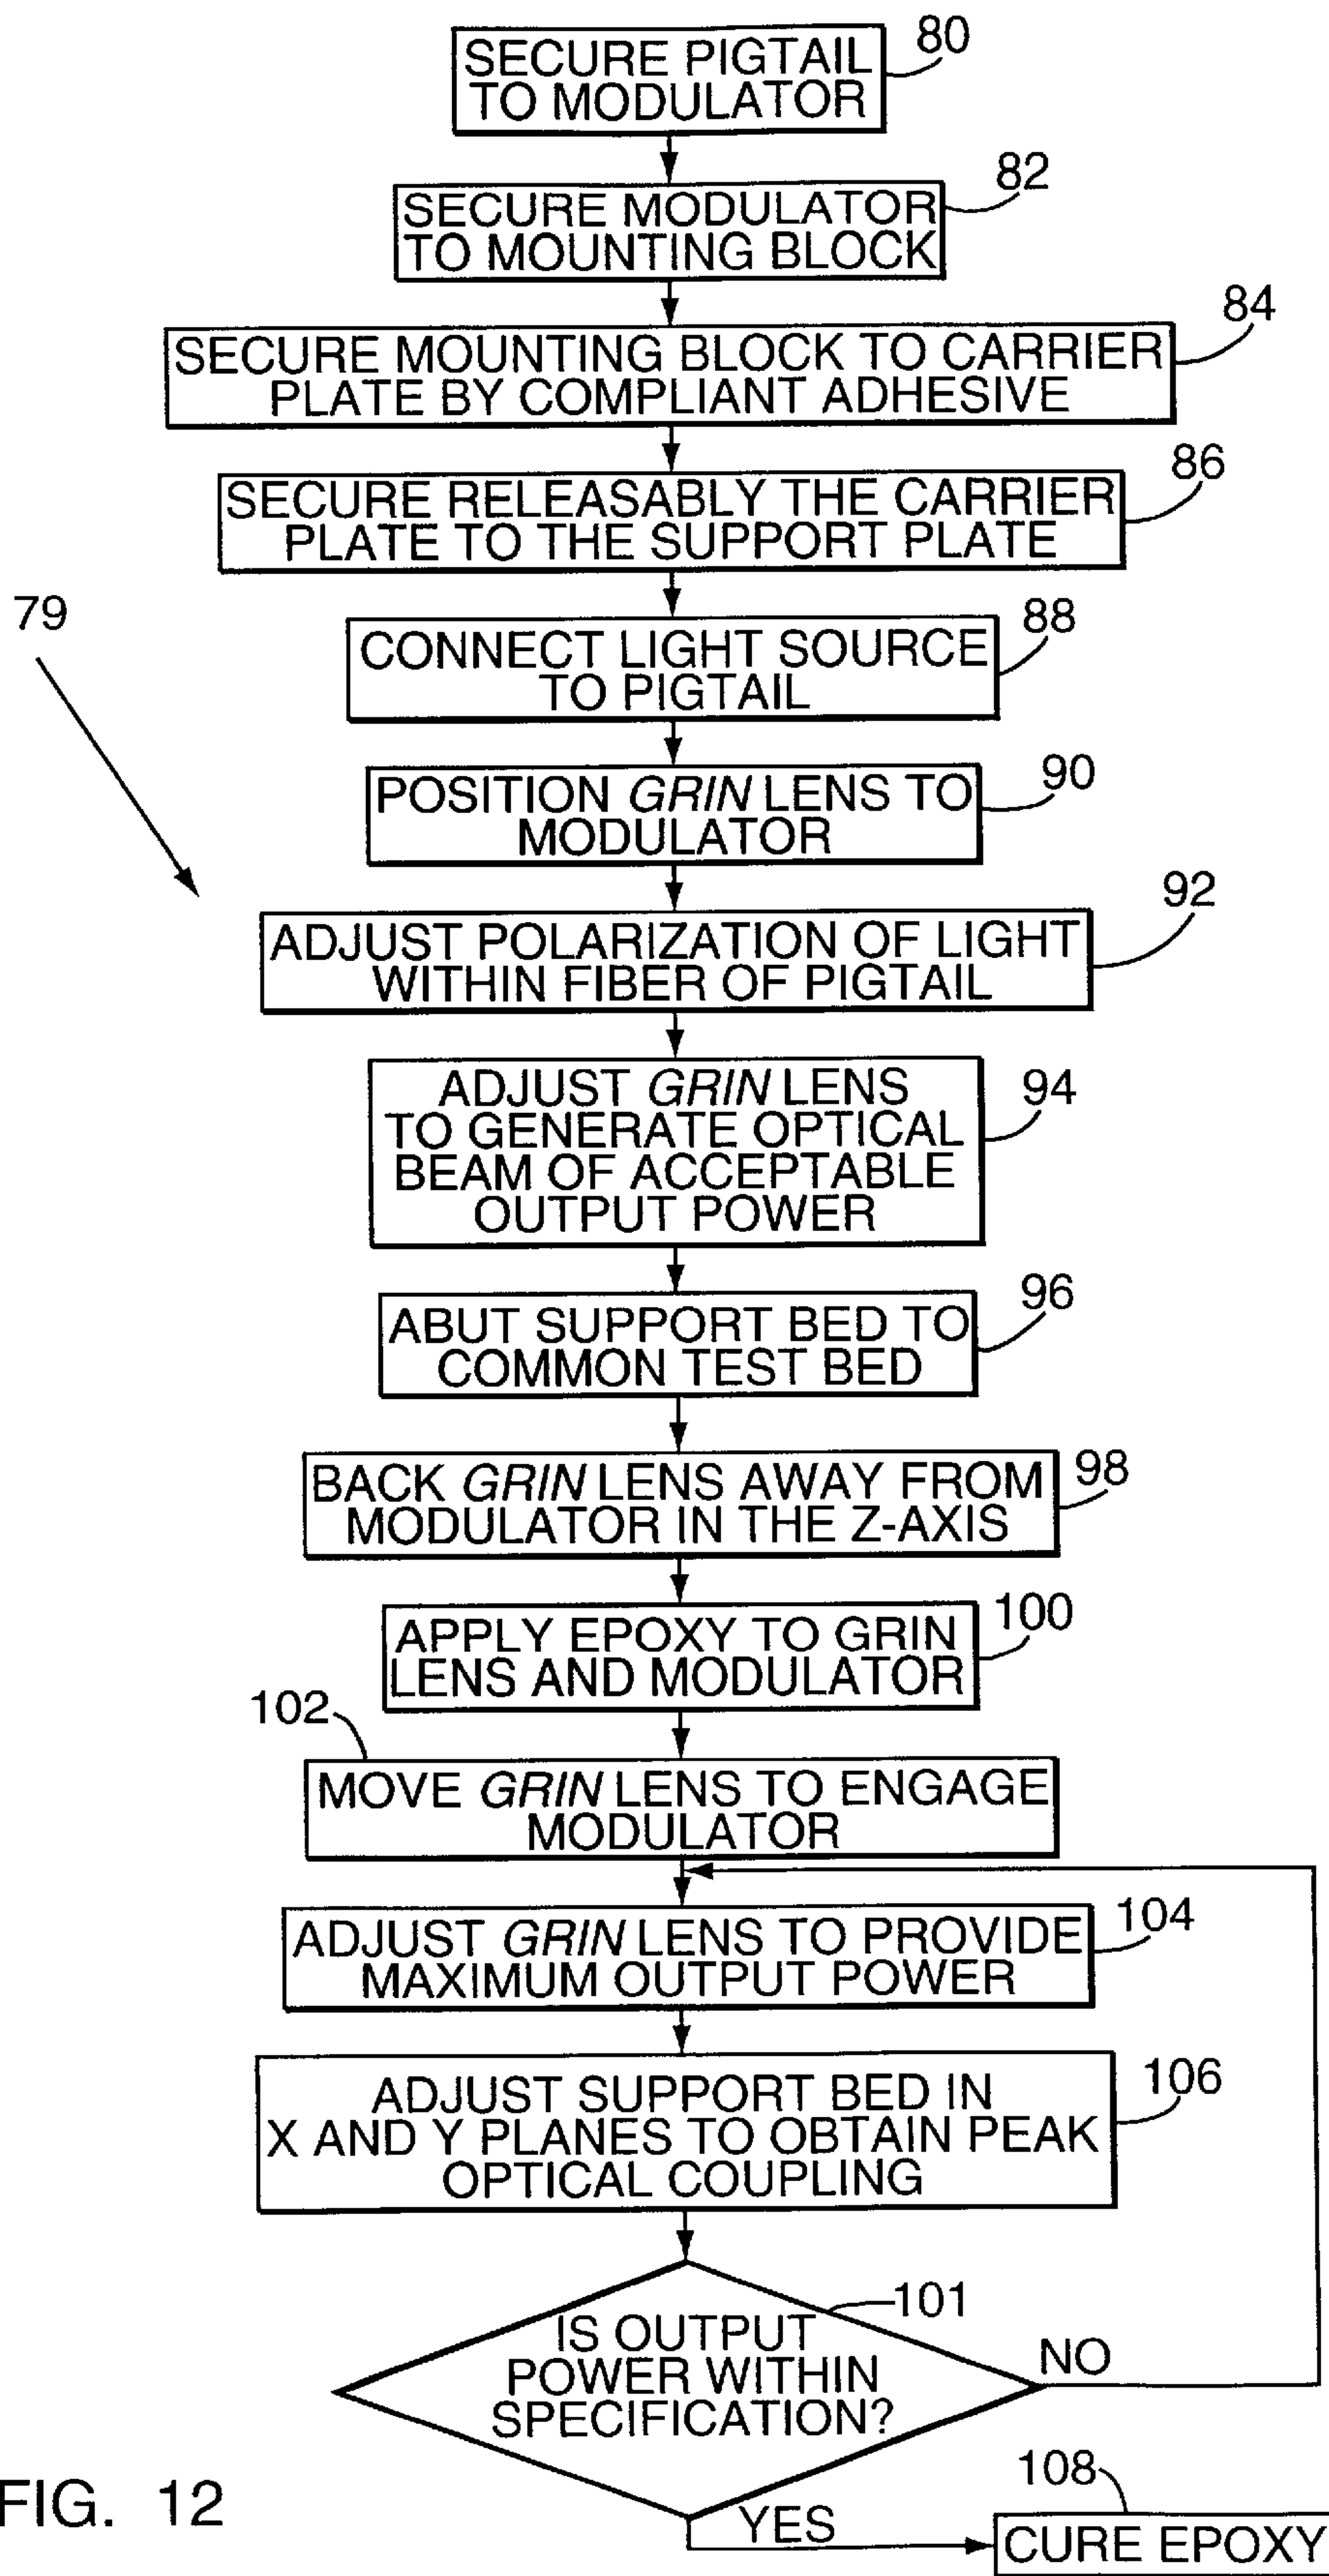 80
SECURE PIGTAIL
TO MODULATOR
82
SECURE MODULATOR
TO MOUNTING BLOCK
84
SECURE MOUNTING BLOCK TO CARRIER
PLATE BY COMPLIANT ADHESIVE
86
SECURE RELEASABLY THE CARRIER
PLATE TO THE SUPPORT PLATE
79
88
CONNECT LIGHT SOURCE
TO PIGTAIL
90
POSITION GRIN LENS TO
MODULATOR
92
ADJUST POLARIZATION OF LIGHT
WITHIN FIBER OF PIGTAIL
94
ADJUST GRIN LENS
TO GENERATE OPTICAL
BEAM OF ACCEPTABLE
OUTPUT POWER
96
ABUT SUPPORT BED TO
COMMON TEST BED
98
BACK GRIN LENS AWAY FROM
MODULATOR IN THE Z-AXIS
100
APPLY EPOXY TO GRIN
LENS AND MODULATOR
102
MOVE GRIN LENS TO ENGAGE
MODULATOR
104
ADJUST GRIN LENS TO PROVIDE
MAXIMUM OUTPUT POWER
106
ADJUST SUPPORT BED IN
X AND Y PLANES TO OBTAIN PEAK
OPTICAL COUPLING
101
IS OUTPUT
POWER WITHIN
SPECIFICATION?
NO
YES
108
CURE EPOXY
FIG. 12